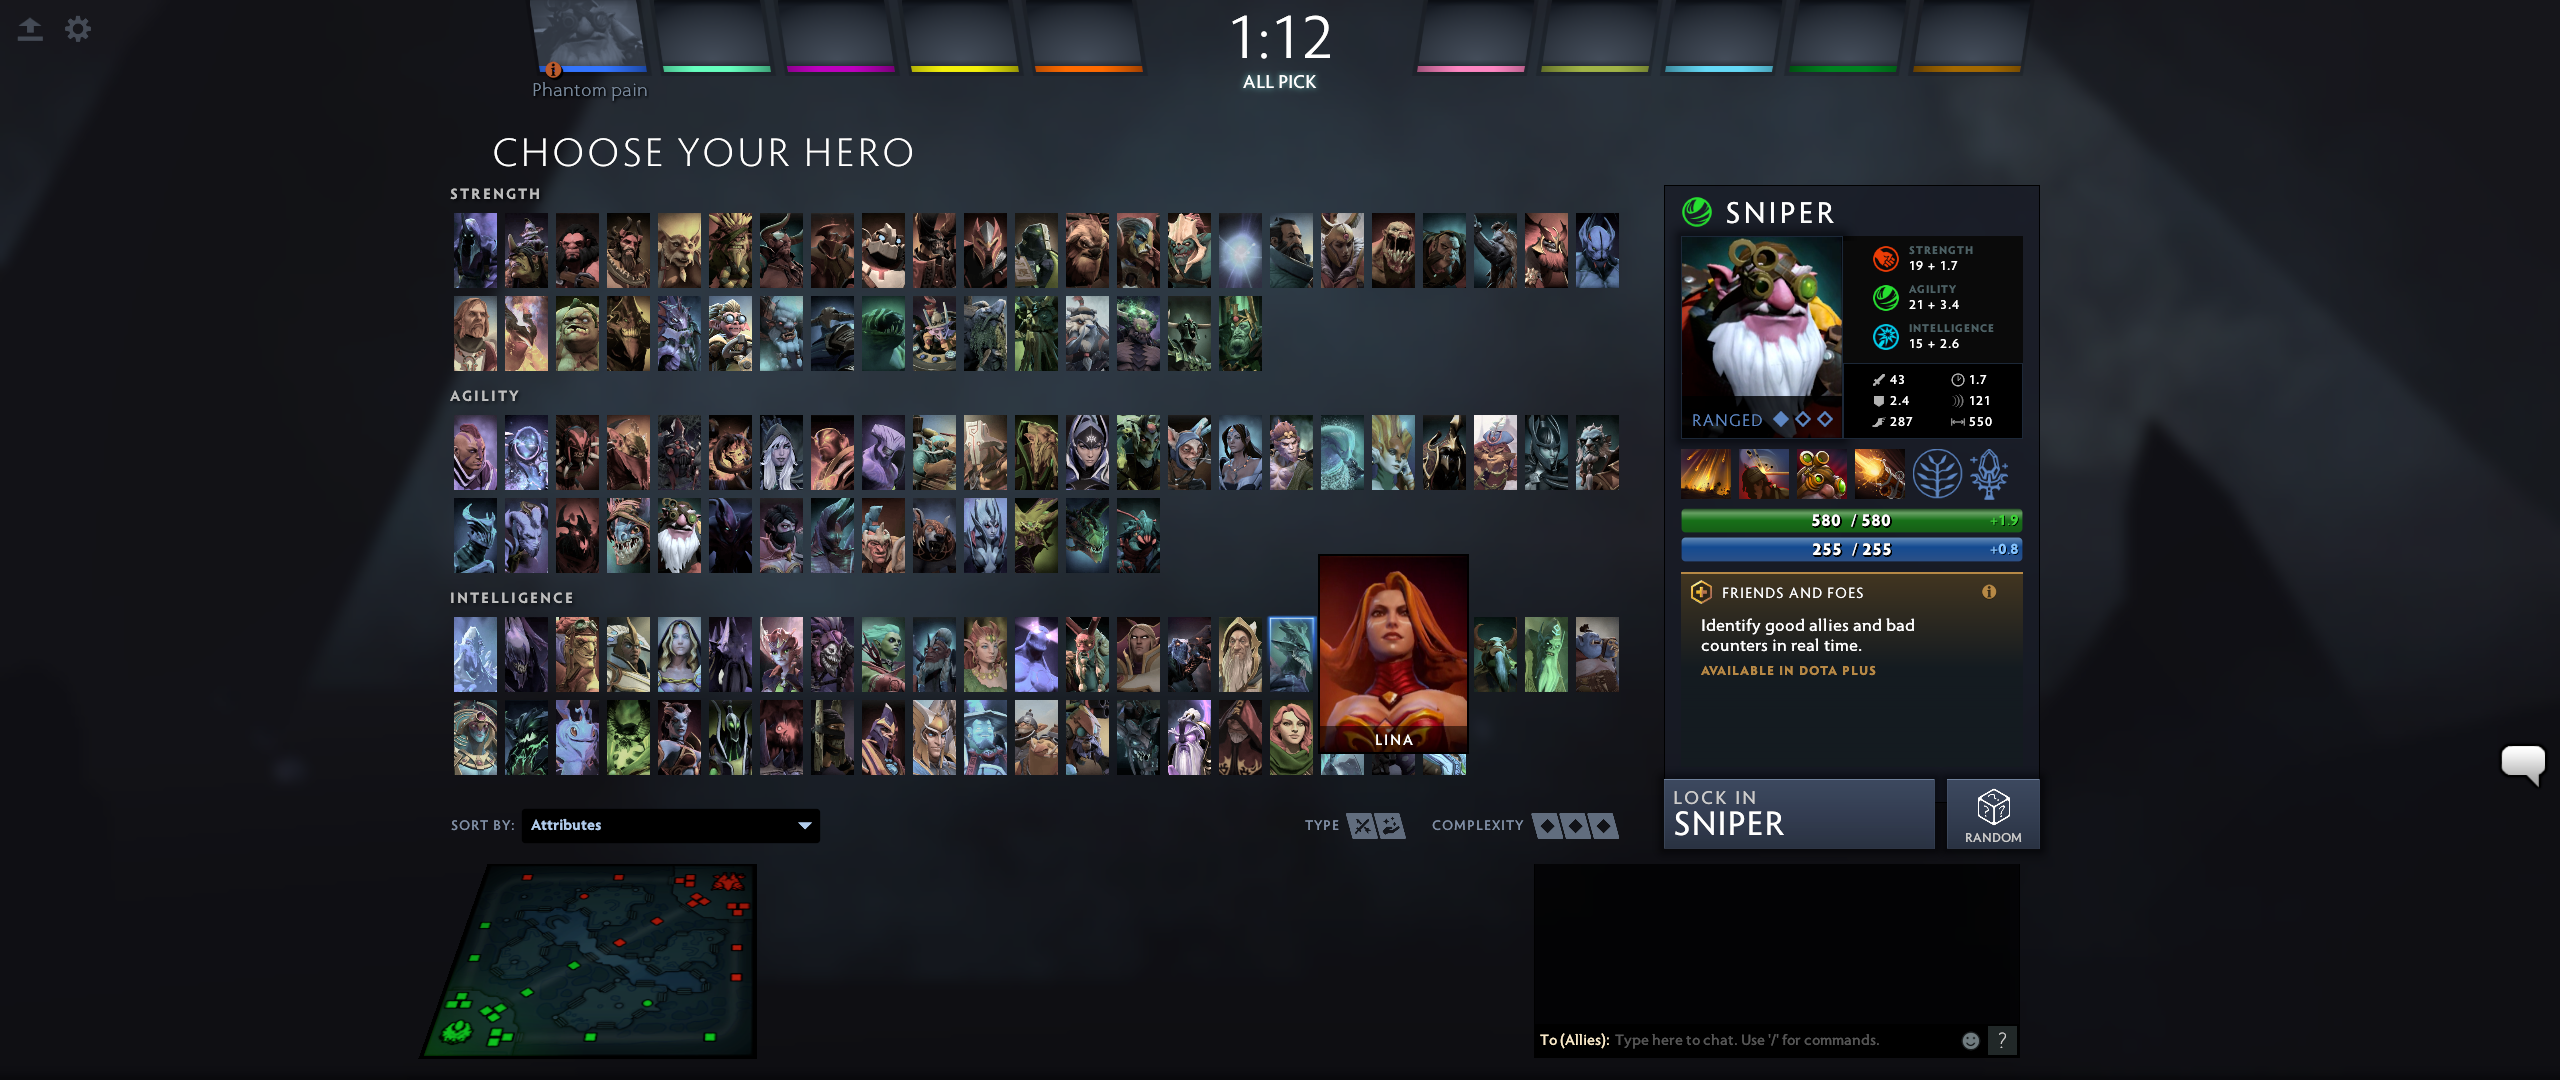 1:12
ALL PICK
Phantom pain
CHOOSE YOUR HERO
STRENGTH
AGILITY
INTELLIGENCE
LINA
SORT BY:
Attributes
TYPE
COMPLEXITY
SNIPER
STRENGTH
19 + 1.7
AGILITY
21 + 3.4
INTELLIGENCE
15 + 2.6
RANGED
43
1.7
2.4
121
287
550
580 / 580
+1.9
255 / 255
+0.8
FRIENDS AND FOES
Identify good allies and bad
counters in real time.
AVAILABLE IN DOTA PLUS
LOCK IN
SNIPER
RANDOM
To (Allies): Type here to chat. Use '/' for commands.
?